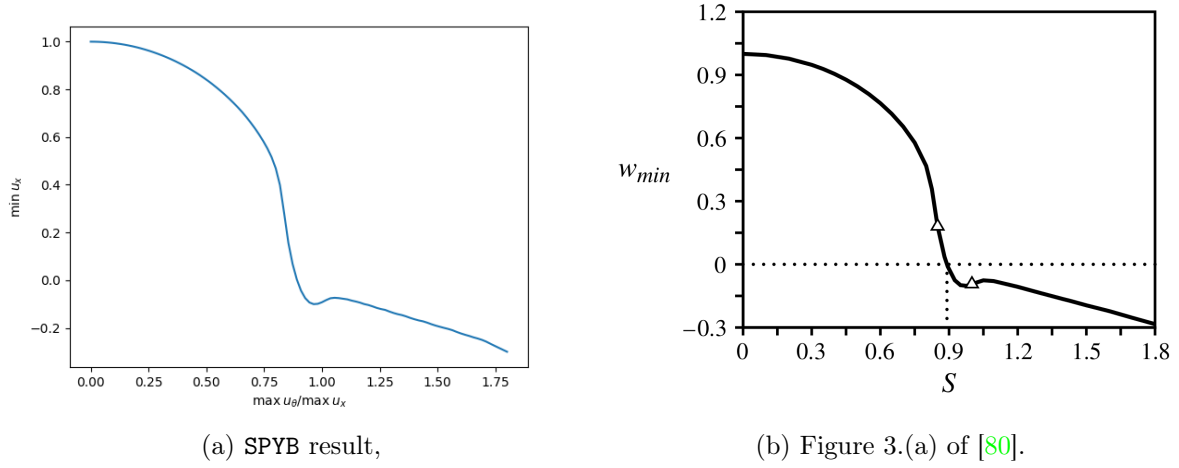 1.0
0.8
0.6
0.4
0.2
0.0
−0.2
min uₓ
0.00 0.25 0.50 0.75 1.00 1.25 1.50 1.75
max u_θ/max uₓ
(a) SPYB result,
1.2
0.9
0.6
0.3
0
−0.3
w_min
0 0.3 0.6 0.9 1.2 1.5 1.8
S
(b) Figure 3.(a) of [80].